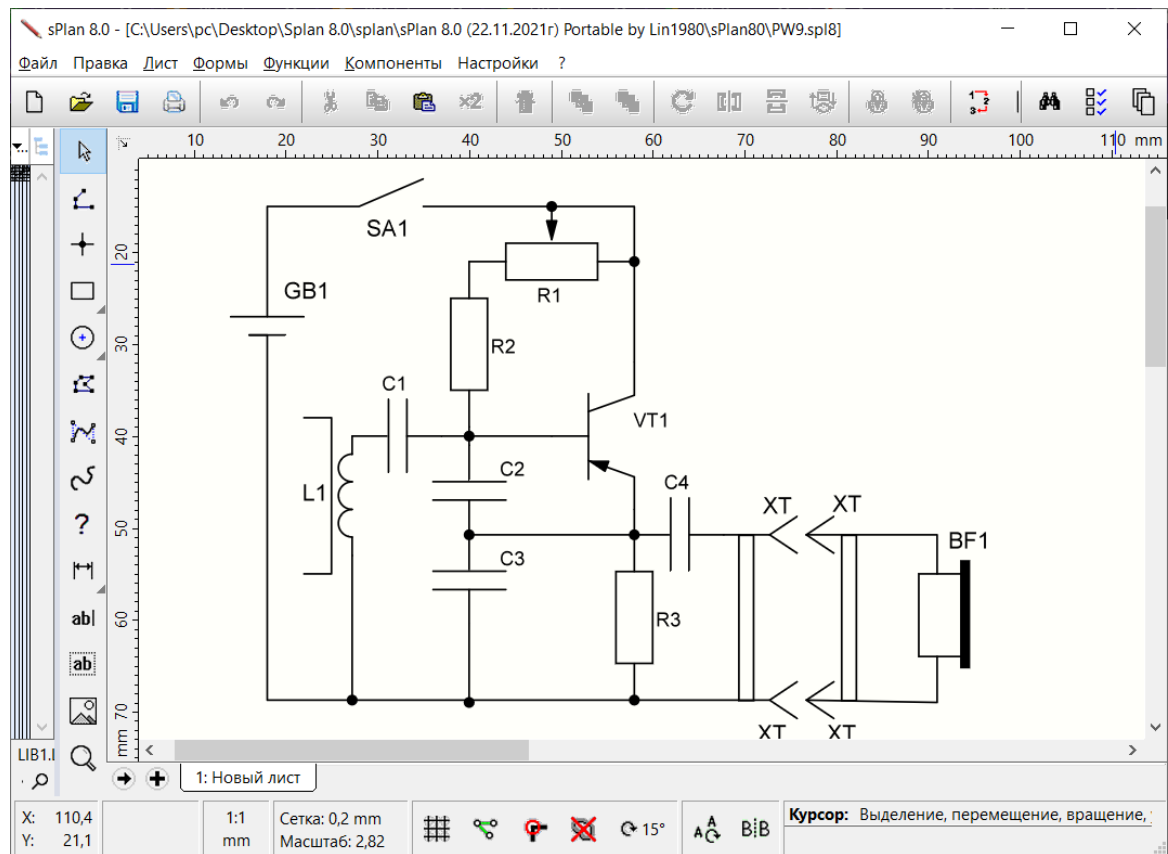 sPlan 8.0 - [C:\Users\pc\Desktop\Splan 8.0\splan\sPlan 8.0 (22.11.2021г) Portable by Lin1980\sPlan80\PW9.spl8]
Файл Правка Лист Формы Функции Компоненты Настройки ?
×2
10 20 30 40 50 60 70 80 90 100 110 mm
SA1
20
R1
GB1
30
R2
C1
VT1
40
C2
C4
L1
XT XT
50
BF1
C3
?
ab|
60
R3
ab
70
XT XT
mm
LIB1.l
1: Новый лист
X: 110,4
Y: 21,1
1:1
mm
Сетка: 0,2 mm
Масштаб: 2,82
15°
Курсор: Выделение, перемещение, вращение,